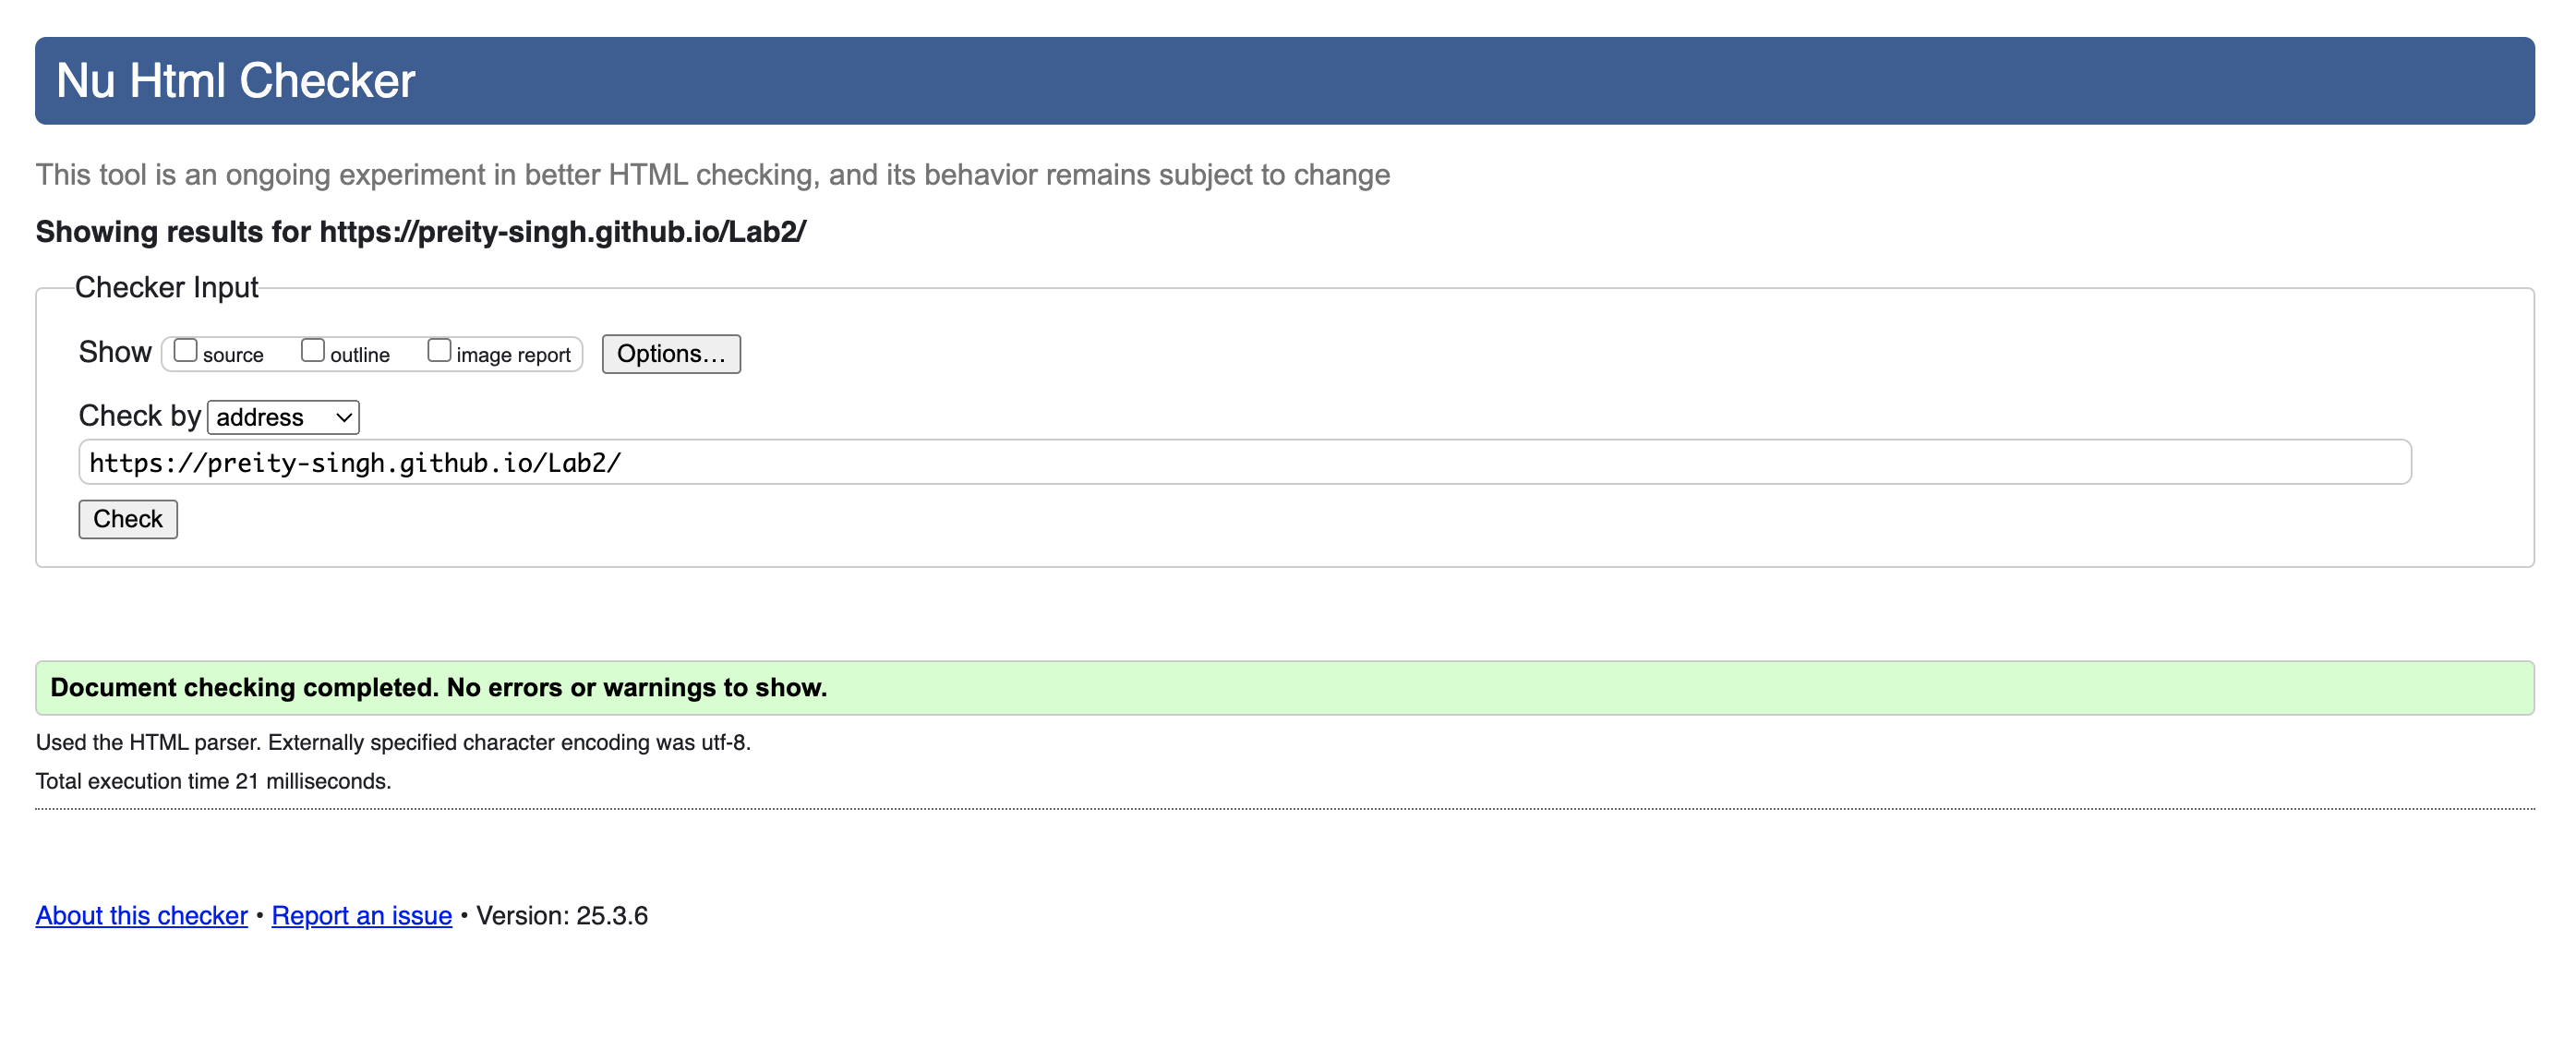 Nu Html Checker
This tool is an ongoing experiment in better HTML checking, and its behavior remains subject to change
Showing results for https://preity-singh.github.io/Lab2/
Checker Input
Show source outline image report Options...
Check by address
https://preity-singh.github.io/Lab2/
Check
Document checking completed. No errors or warnings to show.
Used the HTML parser. Externally specified character encoding was utf-8.
Total execution time 21 milliseconds.
About this checker • Report an issue • Version: 25.3.6